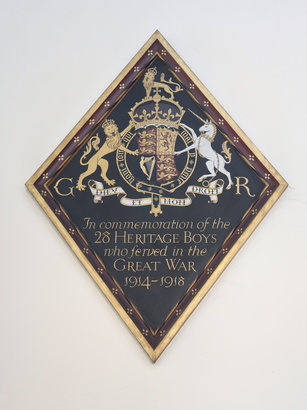 G R
DIEV ET MON DROIT
In commemoration of the
28 HERITAGE BOYS
who ſerved in the
GREAT WAR
1914–1918